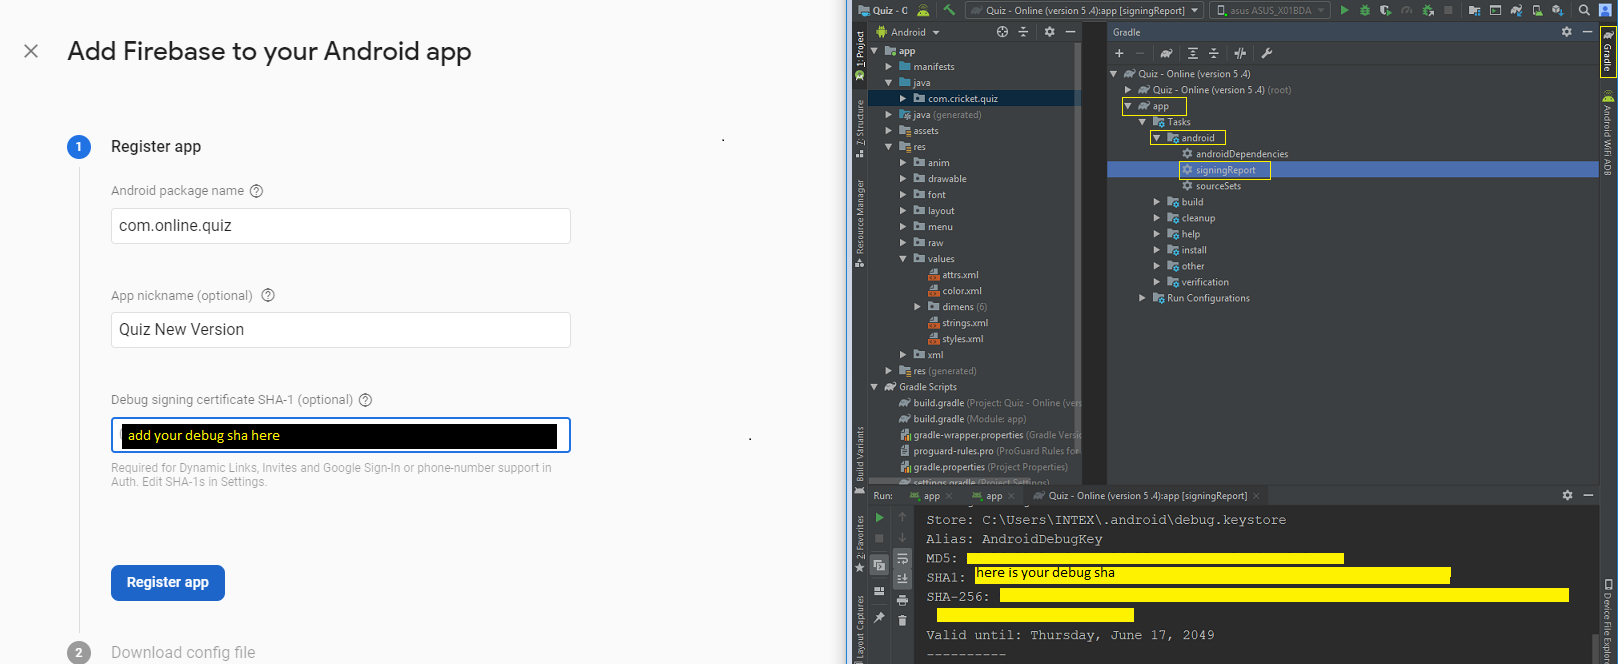 Add Firebase to your Android app
1
Register app
Android package name
com.online.quiz
App nickname (optional)
Quiz New Version
Debug signing certificate SHA-1 (optional)
add your debug sha here
Required for Dynamic Links, Invites and Google Sign-In or phone-number support in
Auth. Edit SHA-1s in Settings.
Register app
2
Download config file
Quiz - O
Quiz - Online (version 5 .4):app [signingReport]
asus ASUS_X01BDA
1: Project
7: Structure
Resource Manager
Build Variants
2: Favorites
Layout Captures
Android
app
manifests
java
com.cricket.quiz
java (generated)
assets
res
anim
drawable
font
layout
menu
raw
values
attrs.xml
color.xml
dimens (6)
strings.xml
styles.xml
xml
res (generated)
Gradle Scripts
build.gradle (Project: Quiz - Online (vers
build.gradle (Module: app)
gradle-wrapper.properties (Gradle Versio
proguard-rules.pro (ProGuard Rules for
gradle.properties (Project Properties)
settings.gradle (Project Settings)
Gradle
Quiz - Online (version 5 .4)
Quiz - Online (version 5 .4) (root)
app
Tasks
android
androidDependencies
signingReport
sourceSets
build
cleanup
help
install
other
verification
Run Configurations
Gradle
Android WiFi ADB
Device File Explor
Run:
app
app
Quiz - Online (version 5 .4):app [signingReport]
Store: C:\Users\INTEX\.android\debug.keystore
Alias: AndroidDebugKey
MD5:
SHA1: here is your debug sha
SHA-256:
Valid until: Thursday, June 17, 2049
----------